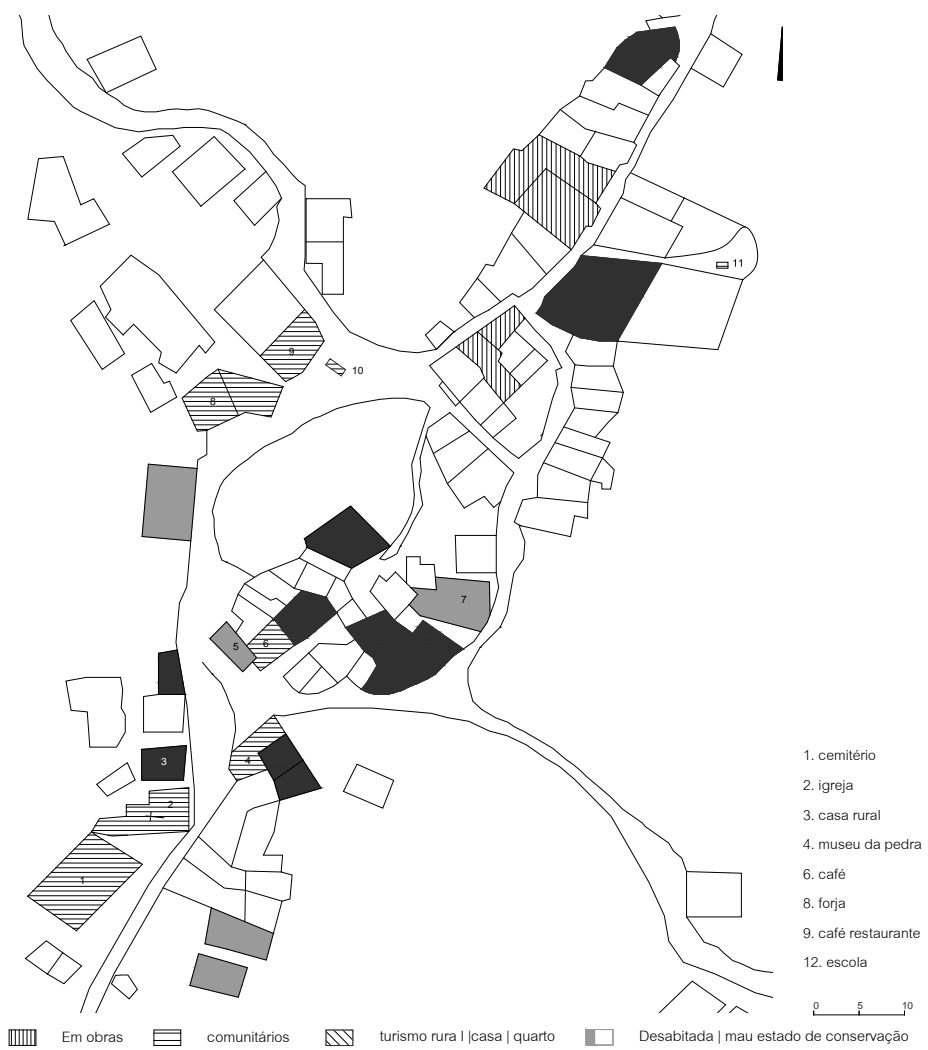 11
9
10
8
7
5
6
4
3
2
1
1. cemitério
2. igreja
3. casa rural
4. museu da pedra
6. café
8. forja
9. café restaurante
12. escola
0 5 10
Em obras comunitários turismo rura l |casa | quarto Desabitada | mau estado de conservação